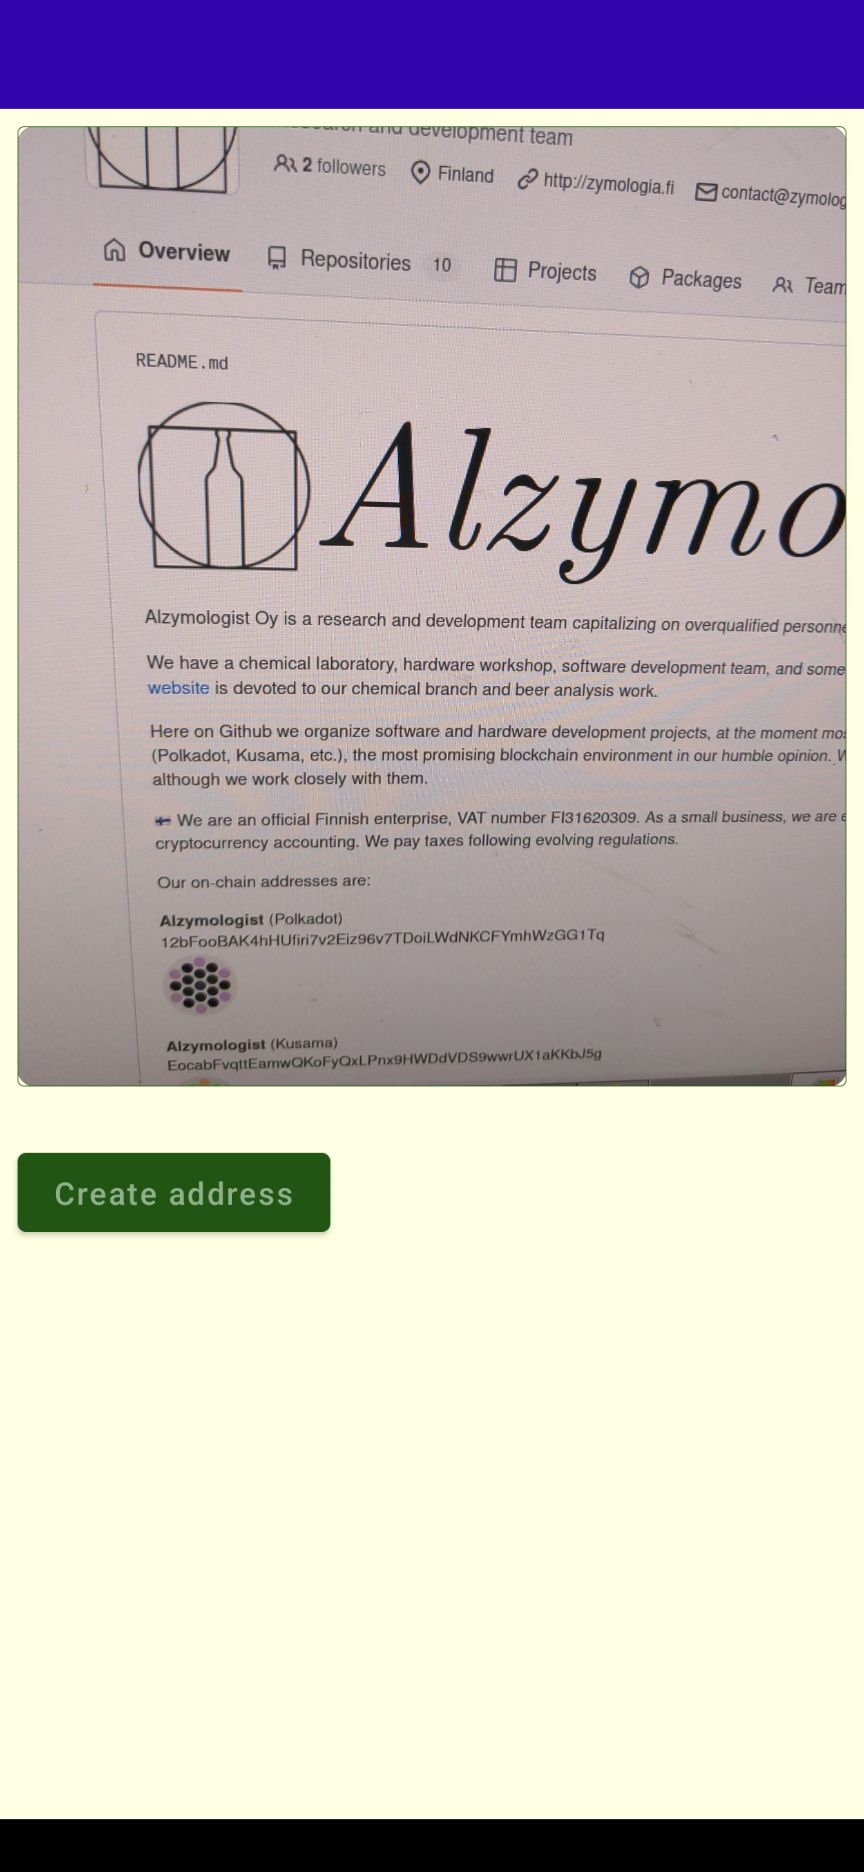 and development team
2 followers Finland http://zymologia.fi contact@zymolog
Overview Repositories 10 Projects Packages Team
README.md
Alzymo
Alzymologist Oy is a research and development team capitalizing on overqualified personne
We have a chemical laboratory, hardware workshop, software development team, and some
website is devoted to our chemical branch and beer analysis work.
Here on Github we organize software and hardware development projects, at the moment mos
(Polkadot, Kusama, etc.), the most promising blockchain environment in our humble opinion. W
although we work closely with them.
We are an official Finnish enterprise, VAT number FI31620309. As a small business, we are e
cryptocurrency accounting. We pay taxes following evolving regulations.
Our on-chain addresses are:
Alzymologist (Polkadot)
12bFooBAK4hHUfiri7v2Eiz96v7TDoiLWdNKCFYmhWzGG1Tq
Alzymologist (Kusama)
EocabFvqttEamwQKoFyQxLPnx9HWDdVDS9wwrUX1aKKbJ5g
Create address